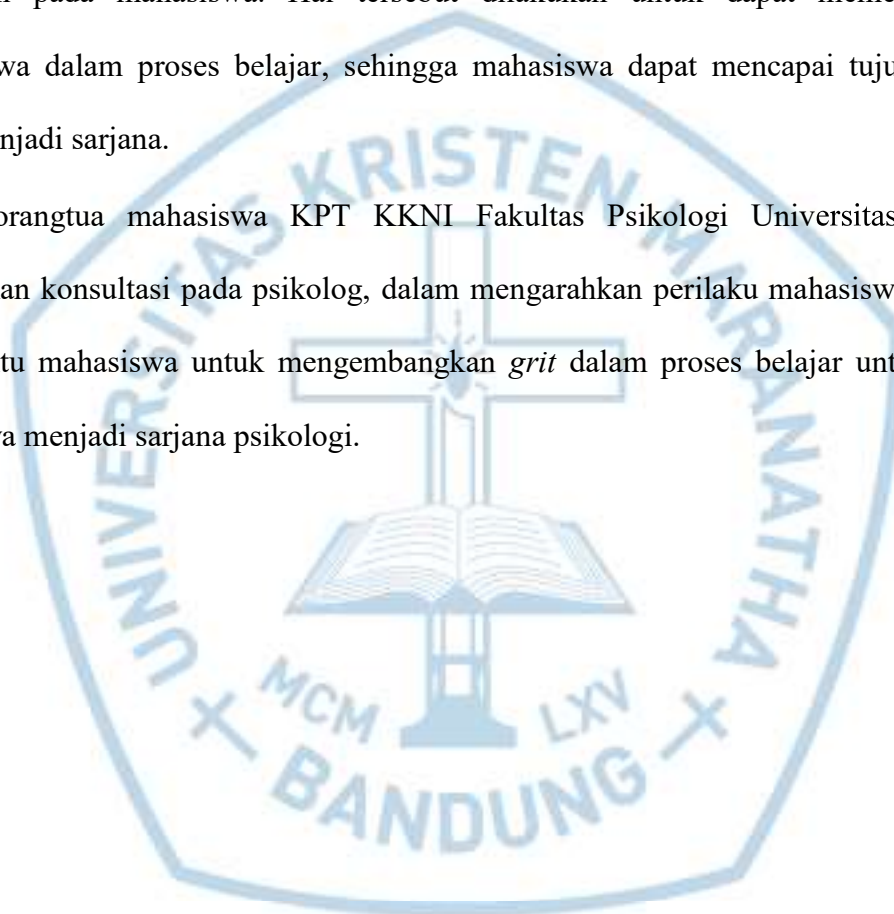 pada mahasiswa. Hal tersebut dilakukan untuk dapat
wa dalam proses belajar, sehingga mahasiswa dapat mencapai tuju
njadi sarjana.
orangtua mahasiswa KPT KKNI Fakultas Psikologi Universitas
an konsultasi pada psikolog, dalam mengarahkan perilaku mahasisw
tu mahasiswa untuk mengembangkan grit dalam proses belajar unt
a menjadi sarjana psikologi.
UNIVERSITAS KRISTEN MARANATHA
MCM LXV
BANDUNG